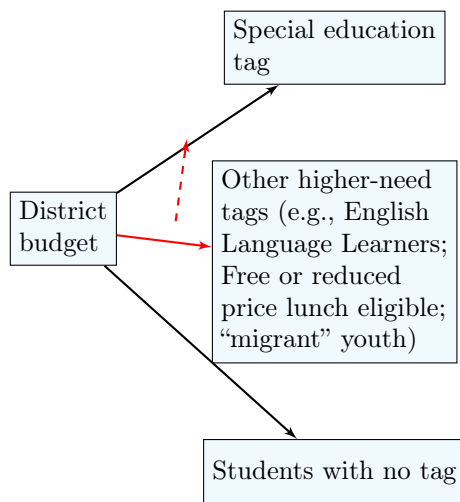 Special education
tag
District
budget
Other higher-need
tags (e.g., English
Language Learners;
Free or reduced
price lunch eligible;
“migrant” youth)
Students with no tag